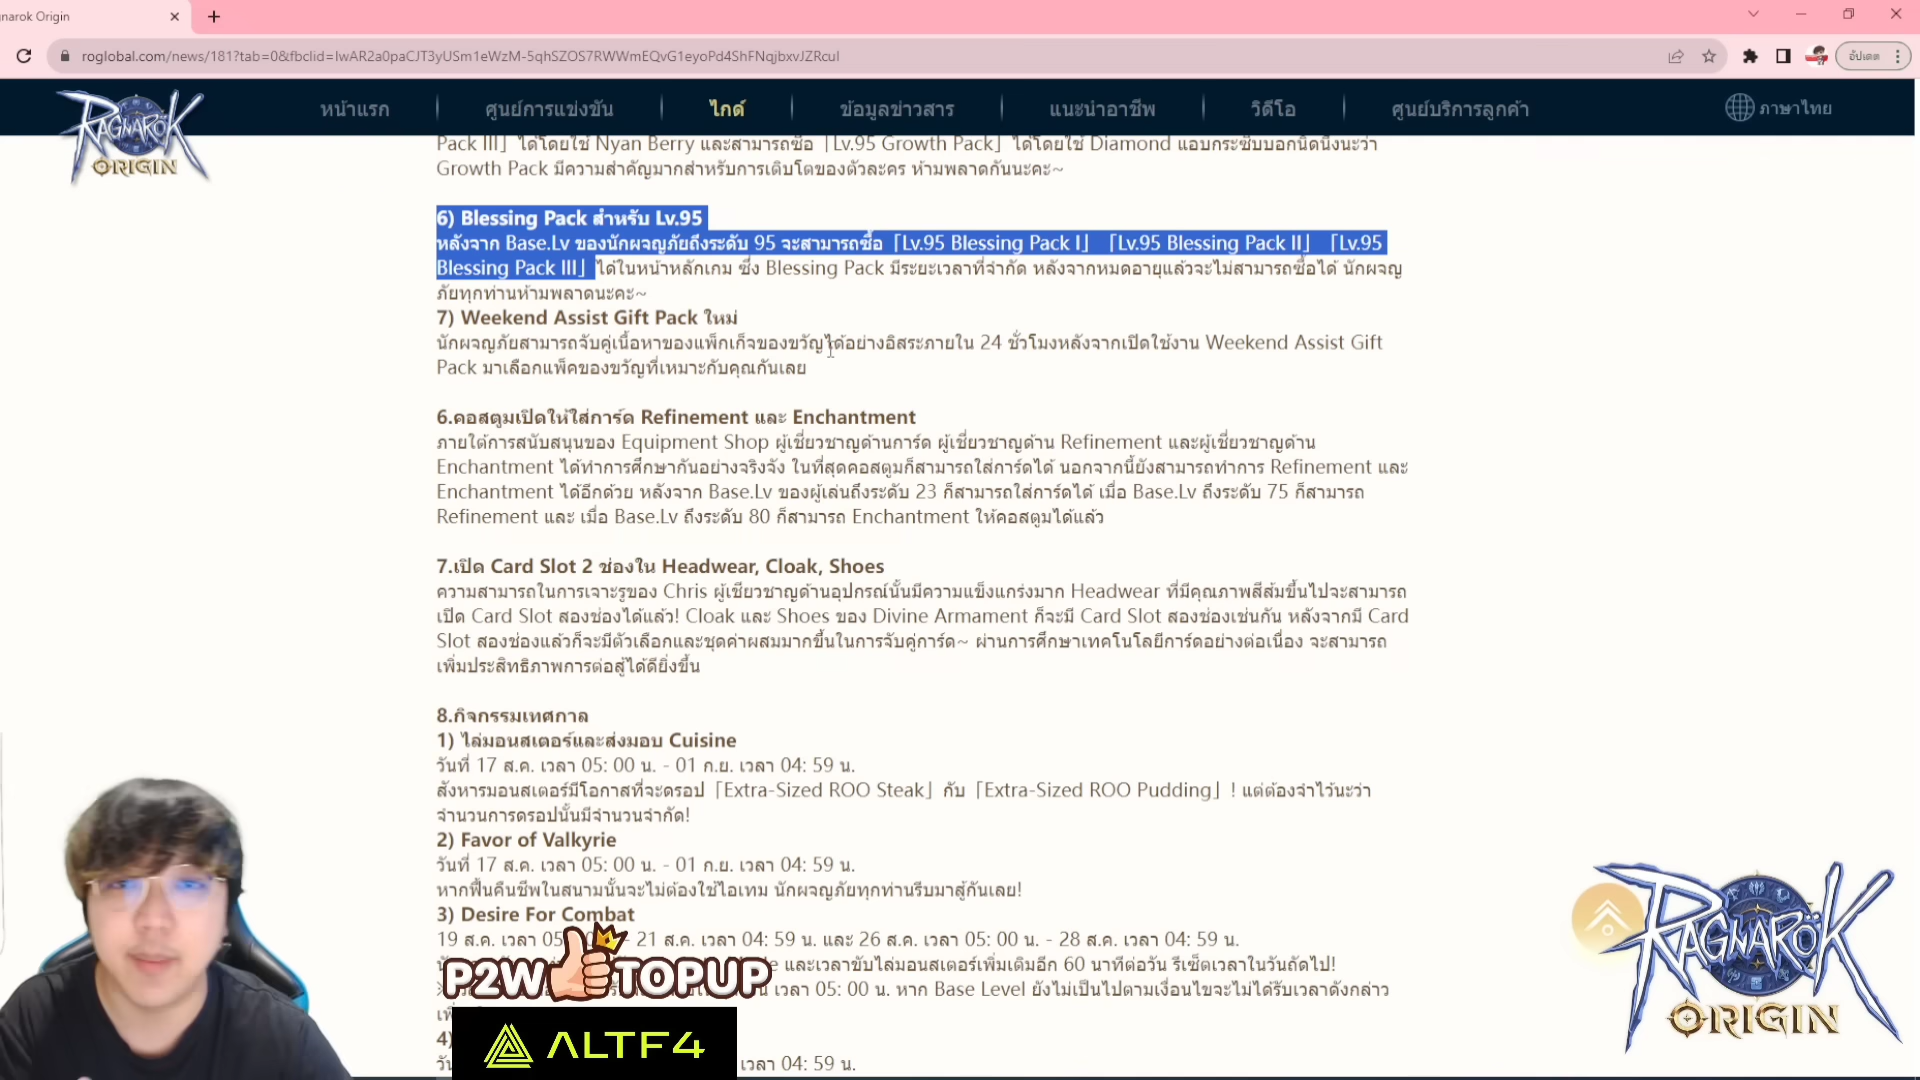 narok Origin
roglobal.com/news/181?tab=0&fbclid=IwAR2a0paCJT3yUSm1eWzM-5qhSZOS7RWWmEQvG1eyoPd4ShFNqjbxvJZRcuI
อัปเดต
RAGNARÖK ORIGIN
หน้าแรก
ศูนย์การแข่งขัน
ไกด์
ข้อมูลข่าวสาร
แนะนำอาชีพ
วิดีโอ
ศูนย์บริการลูกค้า
ภาษาไทย
Pack III」 ได้โดยใช้ Nyan Berry และสามารถซื้อ「Lv.95 Growth Pack」ได้โดยใช้ Diamond แอบกระซิบบอกนิดนึงนะว่า
Growth Pack มีความสำคัญมากสำหรับการเติบโตของตัวละคร ห้ามพลาดกันนะคะ~
6) Blessing Pack สำหรับ Lv.95
หลังจาก Base.Lv ของนักผจญภัยถึงระดับ 95 จะสามารถซื้อ「Lv.95 Blessing Pack I」「Lv.95 Blessing Pack II」「Lv.95
Blessing Pack III」ได้ในหน้าหลักเกม ซึ่ง Blessing Pack มีระยะเวลาที่จำกัด หลังจากหมดอายุแล้วจะไม่สามารถซื้อได้ นักผจญ
ภัยทุกท่านห้ามพลาดนะคะ~
7) Weekend Assist Gift Pack ใหม่
นักผจญภัยสามารถจับคู่เนื้อหาของแพ็กเก็จของขวัญได้อย่างอิสระภายใน 24 ชั่วโมงหลังจากเปิดใช้งาน Weekend Assist Gift
Pack มาเลือกแพ็คของขวัญที่เหมาะกับคุณกันเลย
6.คอสตูมเปิดให้ใส่การ์ด Refinement และ Enchantment
ภายใต้การสนับสนุนของ Equipment Shop ผู้เชี่ยวชาญด้านการ์ด ผู้เชี่ยวชาญด้าน Refinement และผู้เชี่ยวชาญด้าน
Enchantment ได้ทำการศึกษากันอย่างจริงจัง ในที่สุดคอสตูมก็สามารถใส่การ์ดได้ นอกจากนี้ยังสามารถทำการ Refinement และ
Enchantment ได้อีกด้วย หลังจาก Base.Lv ของผู้เล่นถึงระดับ 23 ก็สามารถใส่การ์ดได้ เมื่อ Base.Lv ถึงระดับ 75 ก็สามารถ
Refinement และ เมื่อ Base.Lv ถึงระดับ 80 ก็สามารถ Enchantment ให้คอสตูมได้แล้ว
7.เปิด Card Slot 2 ช่องใน Headwear, Cloak, Shoes
ความสามารถในการเจาะรูของ Chris ผู้เชี่ยวชาญด้านอุปกรณ์นั้นมีความแข็งแกร่งมาก Headwear ที่มีคุณภาพสีส้มขึ้นไปจะสามารถ
เปิด Card Slot สองช่องได้แล้ว! Cloak และ Shoes ของ Divine Armament ก็จะมี Card Slot สองช่องเช่นกัน หลังจากมี Card
Slot สองช่องแล้วก็จะมีตัวเลือกและชุดค่าผสมมากขึ้นในการจับคู่การ์ด~ ผ่านการศึกษาเทคโนโลยีการ์ดอย่างต่อเนื่อง จะสามารถ
เพิ่มประสิทธิภาพการต่อสู้ได้ดียิ่งขึ้น
8.กิจกรรมเทศกาล
1) ไล่มอนสเตอร์และส่งมอบ Cuisine
วันที่ 17 ส.ค. เวลา 05: 00 น. - 01 ก.ย. เวลา 04: 59 น.
สังหารมอนสเตอร์มีโอกาสที่จะดรอป「Extra-Sized ROO Steak」กับ「Extra-Sized ROO Pudding」! แต่ต้องจำไว้นะว่า
จำนวนการดรอปนั้นมีจำนวนจำกัด!
2) Favor of Valkyrie
วันที่ 17 ส.ค. เวลา 05: 00 น. - 01 ก.ย. เวลา 04: 59 น.
หากฟื้นคืนชีพในสนามนั้นจะไม่ต้องใช้ไอเทม นักผจญภัยทุกท่านรีบมาสู้กันเลย!
3) Desire For Combat
19 ส.ค. เวลา 05 - 21 ส.ค. เวลา 04: 59 น. และ 26 ส.ค. เวลา 05: 00 น. - 28 ส.ค. เวลา 04: 59 น.
และเวลาขับไล่มอนสเตอร์เพิ่มเติมอีก 60 นาทีต่อวัน รีเซ็ตเวลาในวันถัดไป!
เวลา 05: 00 น. หาก Base Level ยังไม่เป็นไปตามเงื่อนไขจะไม่ได้รับเวลาดังกล่าว
4)
เวลา 04: 59 น.
P2W TOPUP
ALTF4
RAGNARÖK ORIGIN